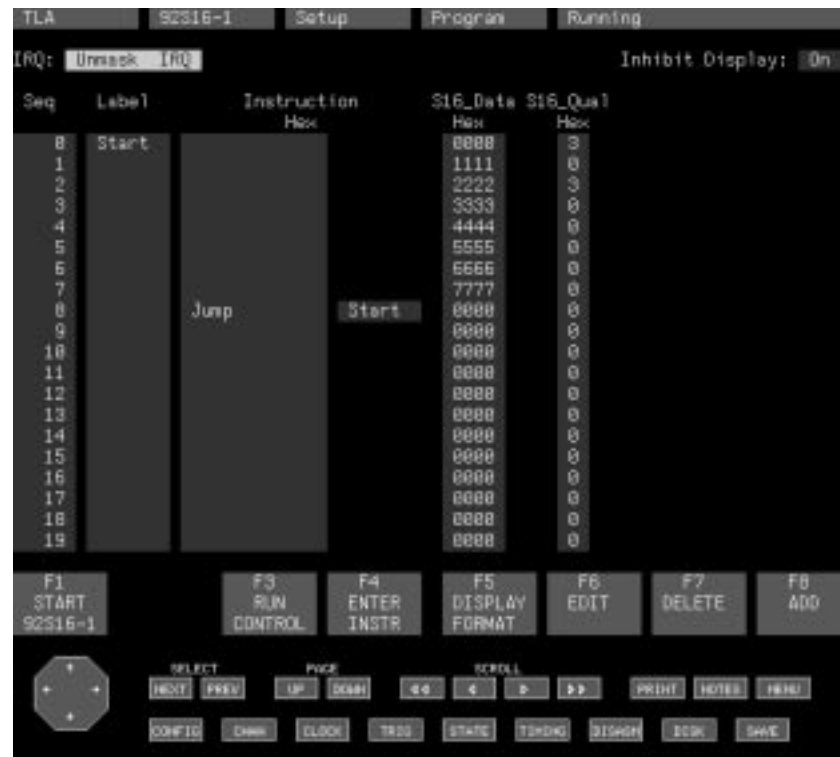 TLA 92S16-1 Setup Program Running
IRQ: Unmask IRQ Inhibit Display: On
Seq Label Instruction S16_Data S16_Qual
Hex Hex Hex
0 Start 0000 3
1 1111 0
2 2222 3
3 3333 0
4 4444 0
5 5555 0
6 6666 0
7 7777 0
8 Jump Start 0000 0
9 0000 0
10 0000 0
11 0000 0
12 0000 0
13 0000 0
14 0000 0
15 0000 0
16 0000 0
17 0000 0
18 0000 0
19 0000 0
F1 F3 F4 F5 F6 F7 F8
START RUN ENTER DISPLAY EDIT DELETE ADD
92S16-1 CONTROL INSTR FORMAT
SELECT PAGE SCROLL
NEXT PREV UP DOWN PRINT NOTES MENU
CONFIG CHAN CLOCK TRIG STATE TIMING DISASM DISK SAVE